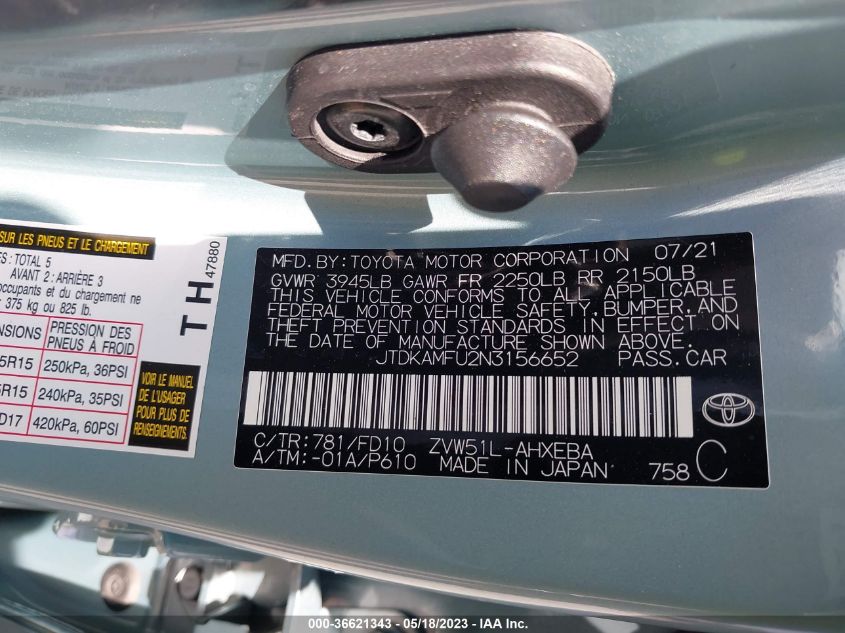 SUR LES PNEUS ET LE CHARGEMENT
ES: TOTAL 5
AVANT 2: ARRIÈRE 3
occupants et du chargement ne
: 375 kg ou 825 lb.
PRESSION DES
PNEUS À FROID
5R15 250kPa, 36PSI
5R15 240kPa, 35PSI
D17 420kPa, 60PSI
VOIR LE MANUEL
DE L'USAGER
POUR PLUS DE
RENSEIGNEMENTS.
TH 47880
MFD. BY: TOYOTA MOTOR CORPORATION 07/21
GVWR 3945LB GAWR FR 2250LB RR 2150LB
THIS VEHICLE CONFORMS TO ALL APPLICABLE
FEDERAL MOTOR VEHICLE SAFETY, BUMPER, AND
THEFT PREVENTION STANDARDS IN EFFECT ON
THE DATE OF MANUFACTURE SHOWN ABOVE.
JTDKAMFU2N3156652 PASS. CAR
C/TR: 781/FD10 ZVW51L-AHXEBA
A/TM: -01A/P610 MADE IN JAPAN 758 C
000-36621343 — 05/18/2023 — IAA Inc.